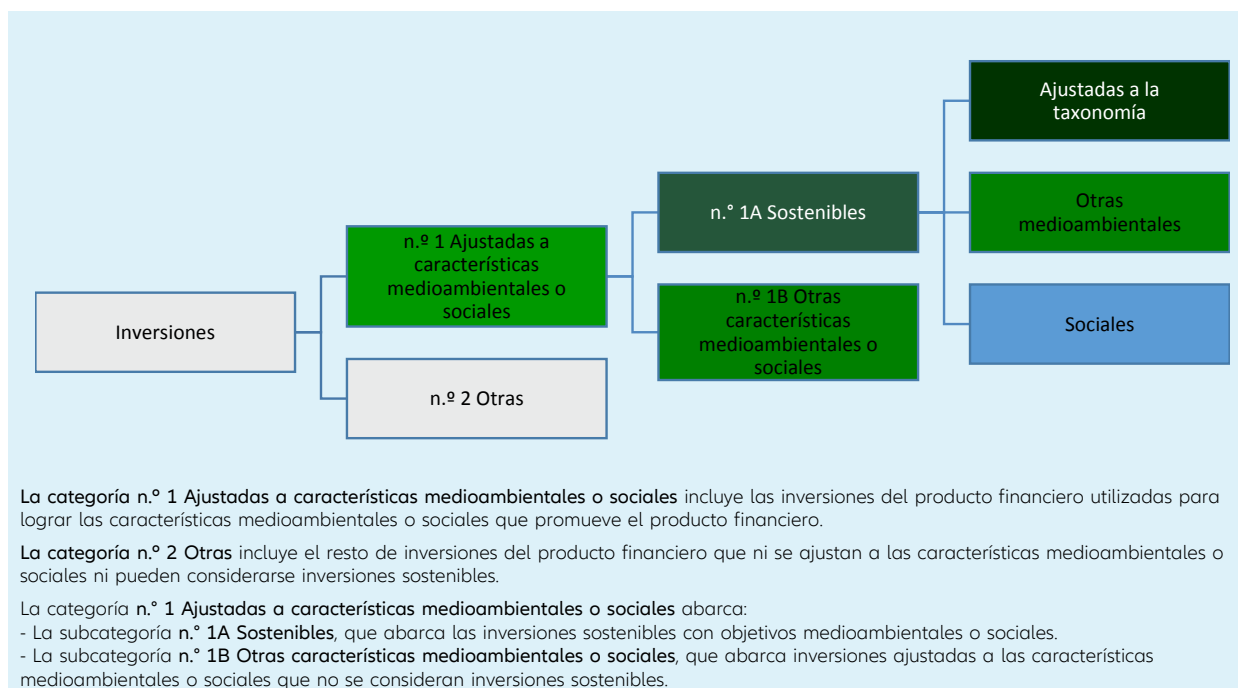 Ajustadas a la
taxonomía
n.° 1A Sostenibles
Otras
medioambientales
n.º 1 Ajustadas a
características
medioambientales o
sociales
n.º 1B Otras
características
medioambientales o
sociales
Sociales
Inversiones
n.º 2 Otras
La categoría n.º 1 Ajustadas a características medioambientales o sociales incluye las inversiones del producto financiero utilizadas para
lograr las características medioambientales o sociales que promueve el producto financiero.
La categoría n.º 2 Otras incluye el resto de inversiones del producto financiero que ni se ajustan a las características medioambientales o
sociales ni pueden considerarse inversiones sostenibles.
La categoría n.° 1 Ajustadas a características medioambientales o sociales abarca:
- La subcategoría n.° 1A Sostenibles, que abarca las inversiones sostenibles con objetivos medioambientales o sociales.
- La subcategoría n.° 1B Otras características medioambientales o sociales, que abarca inversiones ajustadas a las características
medioambientales o sociales que no se consideran inversiones sostenibles.